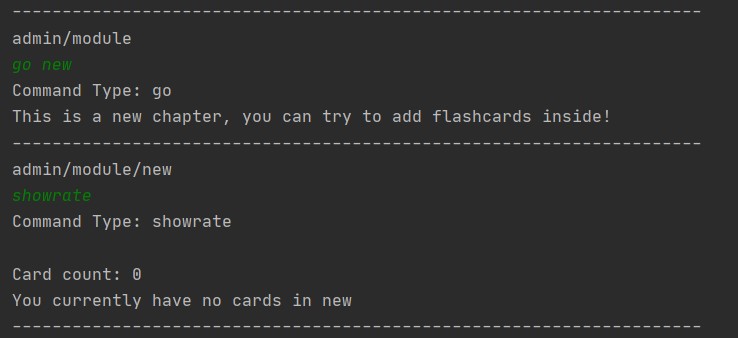 ---------------------------------------------------------------------
admin/module
go new
Command Type: go
This is a new chapter, you can try to add flashcards inside!
---------------------------------------------------------------------
admin/module/new
showrate
Command Type: showrate
Card count: 0
You currently have no cards in new
---------------------------------------------------------------------